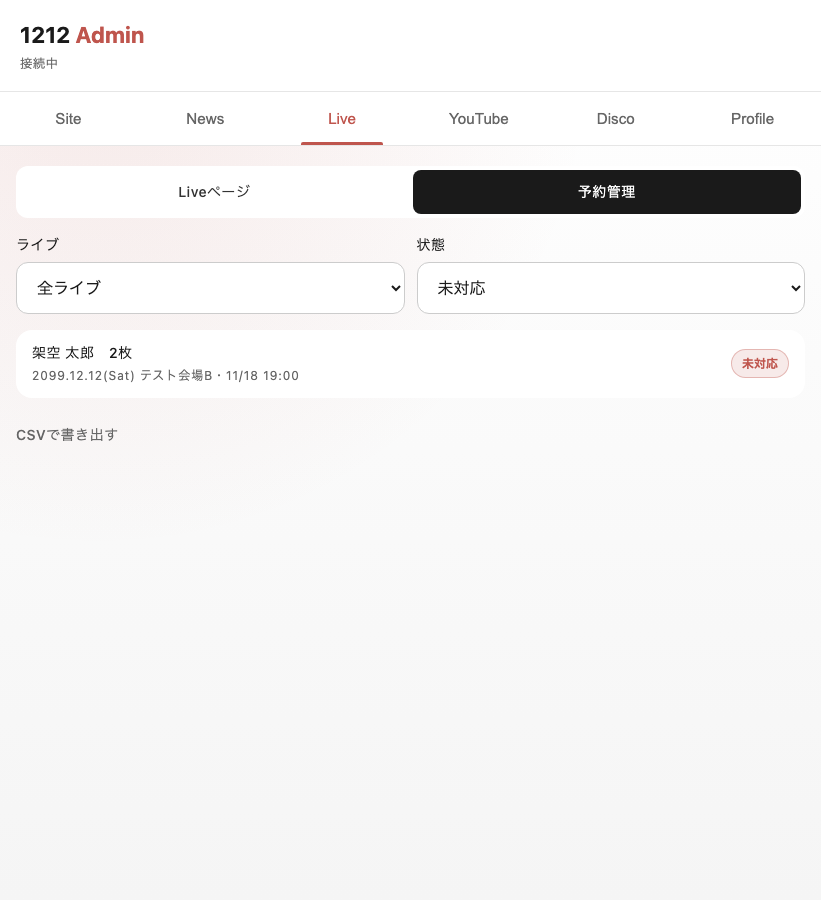 1212 Admin
接続中
Site
News
Live
YouTube
Disco
Profile
Liveページ
予約管理
ライブ
状態
全ライブ
未対応
架空 太郎　2枚
2099.12.12(Sat) テスト会場B・11/18 19:00
未対応
CSVで書き出す